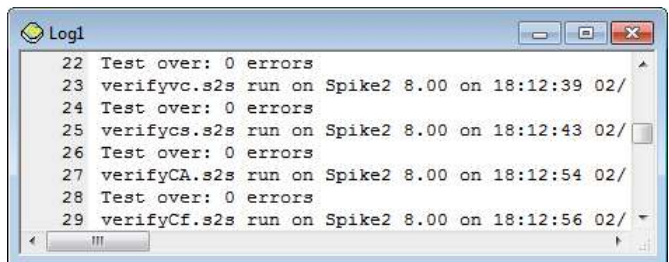 Log1
22 Test over: 0 errors
23 verifyvc.s2s run on Spike2 8.00 on 18:12:39 02/
24 Test over: 0 errors
25 verifycs.s2s run on Spike2 8.00 on 18:12:43 02/
26 Test over: 0 errors
27 verifyCA.s2s run on Spike2 8.00 on 18:12:54 02/
28 Test over: 0 errors
29 verifyCf.s2s run on Spike2 8.00 on 18:12:56 02/